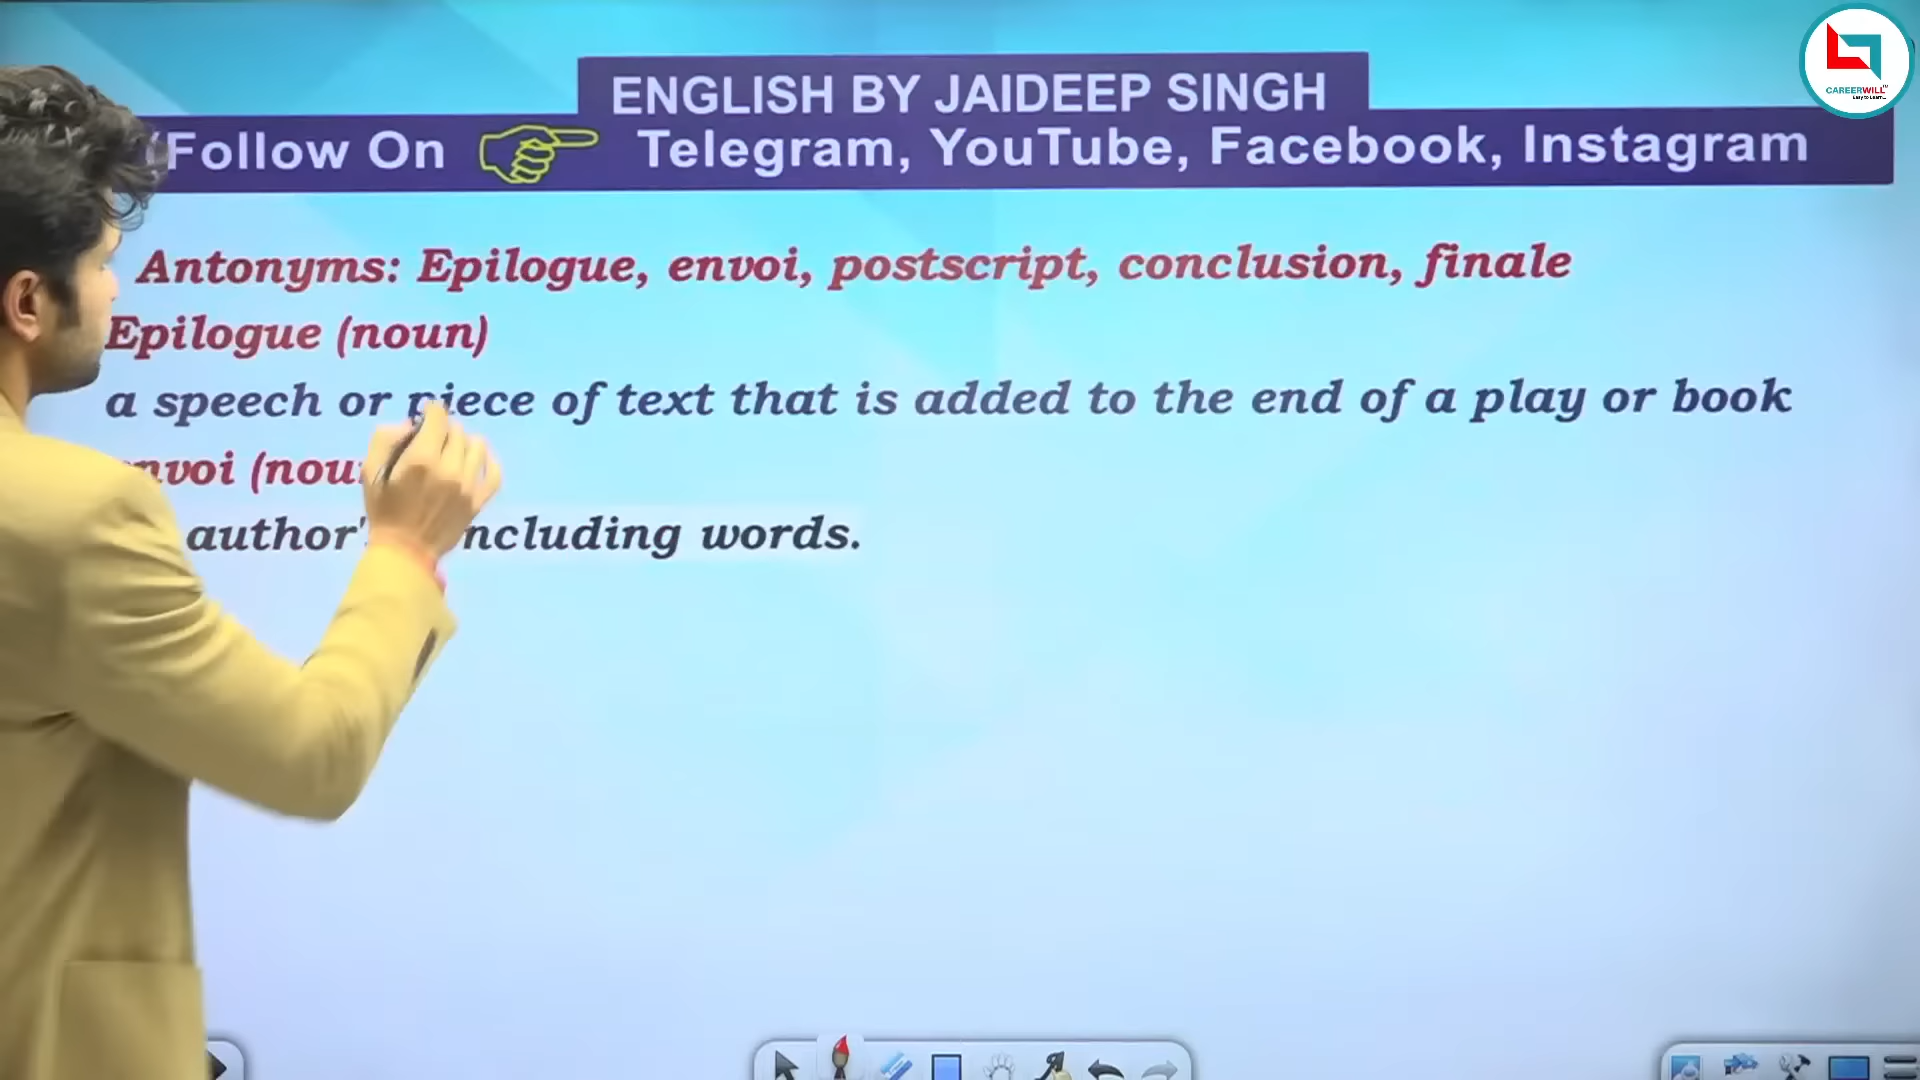 ENGLISH BY JAIDEEP SINGH
(Follow On Telegram, YouTube, Facebook, Instagram
Antonyms: Epilogue, envoi, postscript, conclusion, finale
Epilogue (noun)
a speech or piece of text that is added to the end of a play or book
author's words.
CAREERWILL